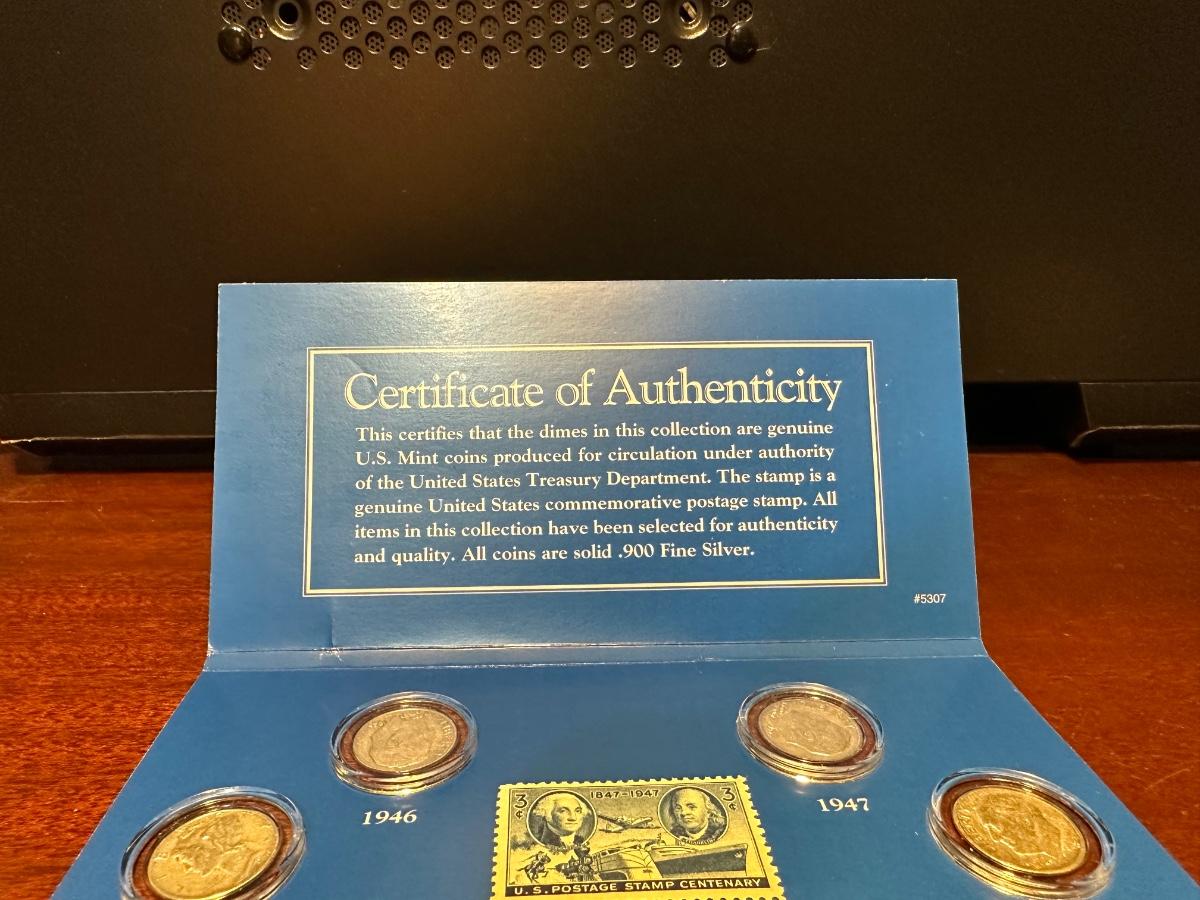 Certificate of Authenticity
This certifies that the dimes in this collection are genuine
U.S. Mint coins produced for circulation under authority
of the United States Treasury Department. The stamp is a
genuine United States commemorative postage stamp. All
items in this collection have been selected for authenticity
and quality. All coins are solid .900 Fine Silver.
#5307
1946
1947
3¢
1847-1947
3¢
U.S. POSTAGE STAMP CENTENARY